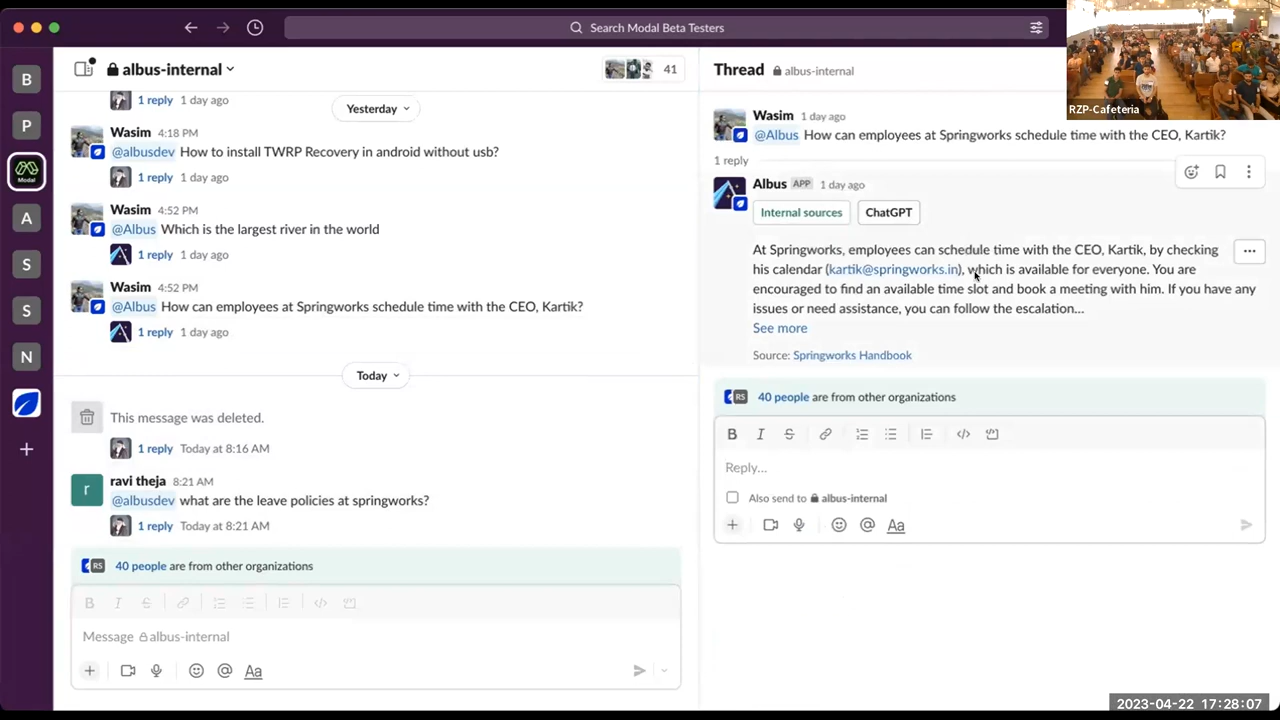 Search Modal Beta Testers
RZP-Cafeteria
B
P
Modal
A
S
S
N
albus-internal
41
1 reply 1 day ago
Yesterday
Wasim 4:18 PM
@albusdev How to install TWRP Recovery in android without usb?
1 reply 1 day ago
Wasim 4:52 PM
@Albus Which is the largest river in the world
1 reply 1 day ago
Wasim 4:52 PM
@Albus How can employees at Springworks schedule time with the CEO, Kartik?
1 reply 1 day ago
Today
This message was deleted.
1 reply Today at 8:16 AM
r
ravi theja 8:21 AM
@albusdev what are the leave policies at springworks?
1 reply Today at 8:21 AM
RS 40 people are from other organizations
B I S
Message albus-internal
Aa
Thread albus-internal
Wasim 1 day ago
@Albus How can employees at Springworks schedule time with the CEO, Kartik?
1 reply
Albus APP 1 day ago
Internal sources ChatGPT
At Springworks, employees can schedule time with the CEO, Kartik, by checking
his calendar (kartik@springworks.in), which is available for everyone. You are
encouraged to find an available time slot and book a meeting with him. If you have any
issues or need assistance, you can follow the escalation...
See more
Source: Springworks Handbook
RS 40 people are from other organizations
B I S
Reply...
Also send to albus-internal
Aa
2023-04-22 17:28:07